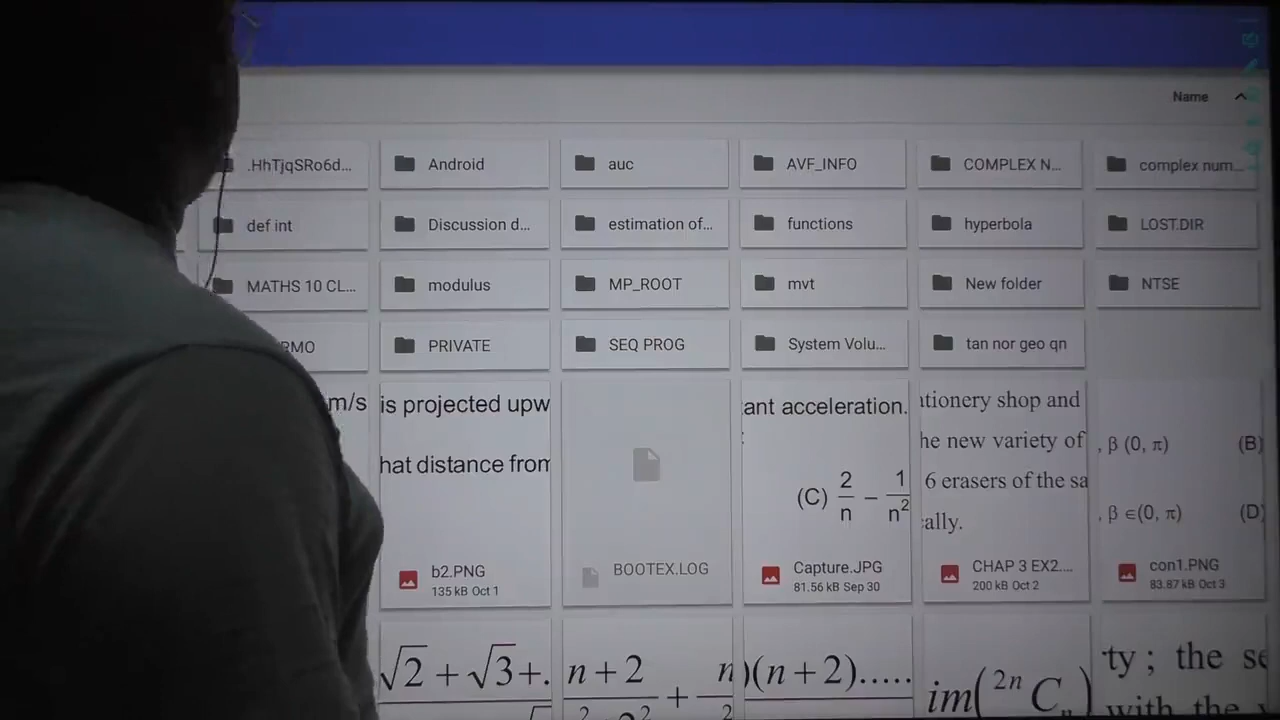 Name
.HhTjqSRo6d...
Android
auc
AVF_INFO
COMPLEX N...
complex num...
def int
Discussion d...
estimation of...
functions
hyperbola
LOST.DIR
MATHS 10 CL...
modulus
MP_ROOT
mvt
New folder
NTSE
RMO
PRIVATE
SEQ PROG
System Volu...
tan nor geo qn
m/s
is projected upw
hat distance from
b2.PNG
135 kB Oct 1
BOOTEX.LOG
ant acceleration.
(C) 2/n − 1/n²
Capture.JPG
81.56 kB Sep 30
tionery shop and
he new variety of
6 erasers of the sa
ally.
CHAP 3 EX2....
200 kB Oct 2
, β (0, π) (B)
, β ∈(0, π) (D)
con1.PNG
83.87 kB Oct 3
√2 + √3+.
n+2
+ n
)(n+2).....
im(²ⁿCₙ)
ty ; the se
with the